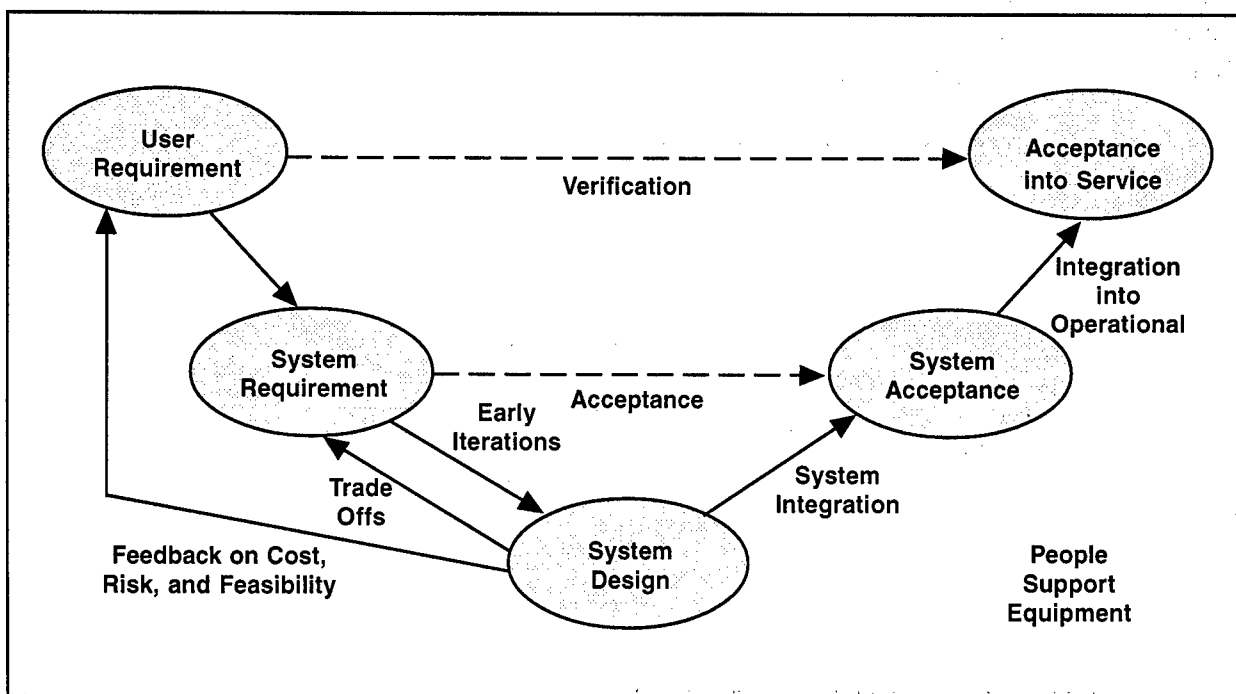 User
Requirement
Acceptance
into Service
Verification
Integration
into
Operational
System
Requirement
System
Acceptance
Acceptance
Early
Iterations
Trade
Offs
System
Integration
System
Design
Feedback on Cost,
Risk, and Feasibility
People
Support
Equipment